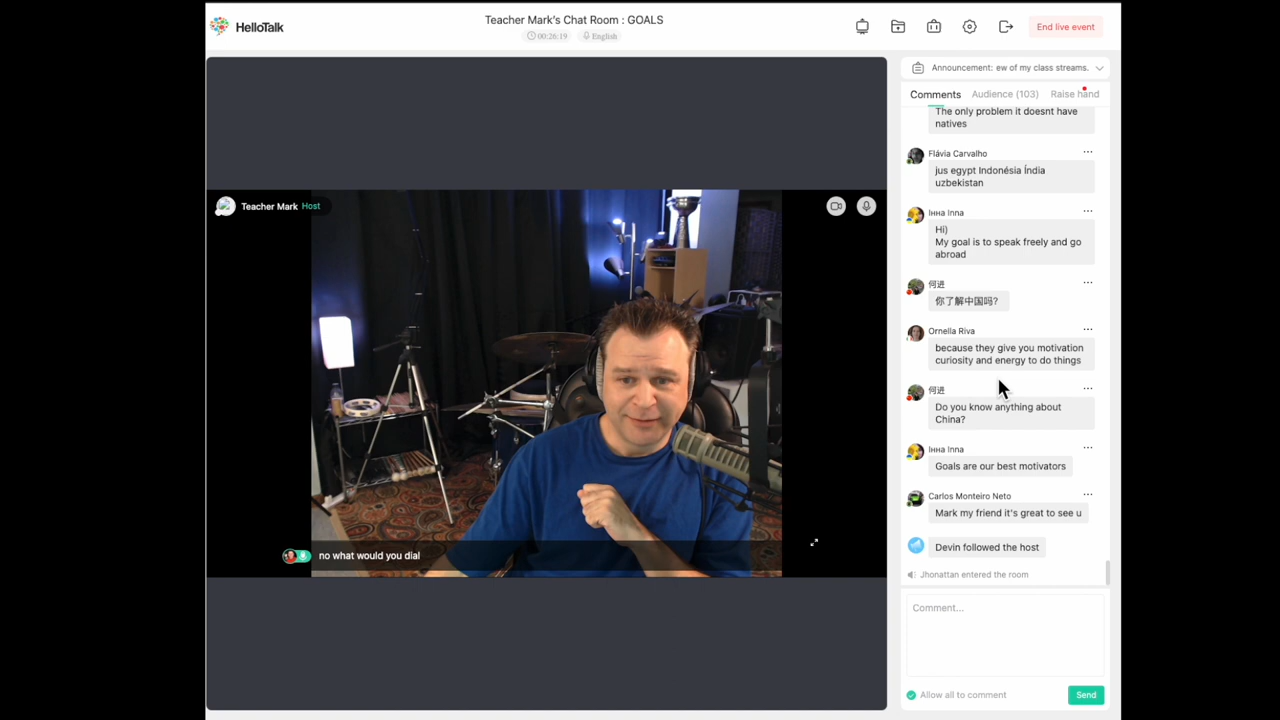 HelloTalk
Teacher Mark's Chat Room : GOALS
00:26:19
English
End live event
Teacher Mark Host
no what would you dial
Announcement: ew of my class streams.
Comments
Audience (103)
Raise hand
The only problem it doesnt have
natives
Flávia Carvalho
jus egypt Indonésia Índia
uzbekistan
Інна Inna
Hi)
My goal is to speak freely and go
abroad
何进
你了解中国吗?
Ornella Riva
because they give you motivation
curiosity and energy to do things
何进
Do you know anything about
China?
Інна Inna
Goals are our best motivators
Carlos Monteiro Neto
Mark my friend it's great to see u
Devin followed the host
Jhonattan entered the room
Comment...
Allow all to comment
Send